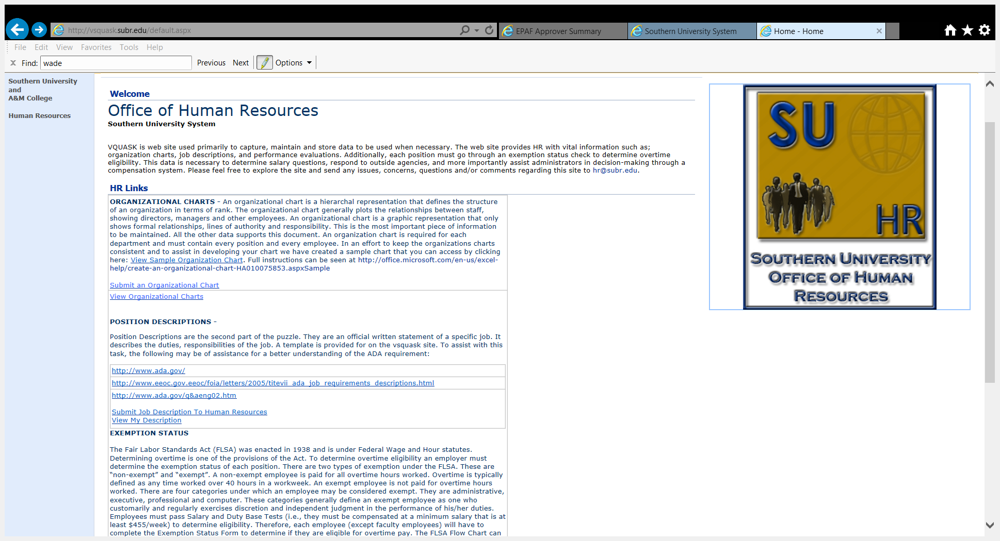 http://vsquask.subr.edu/default.aspx
EPAF Approver Summary
Southern University System
Home - Home
File Edit View Favorites Tools Help
x Find: wade Previous Next Options
Southern University
and
A&M College
Human Resources
Welcome
Office of Human Resources
Southern University System
VQUASK is web site used primarily to capture, maintain and store data to be used when necessary. The web site provides HR with vital information such as;
organization charts, job descriptions, and performance evaluations. Additionally, each position must go through an exemption status check to determine overtime
eligibility. This data is necessary to determine salary questions, respond to outside agencies, and more importantly assist administrators in decision-making through a
compensation system. Please feel free to explore the site and send any issues, concerns, questions and/or comments regarding this site to hr@subr.edu.
HR Links
ORGANIZATIONAL CHARTS - An organizational chart is a hierarchal representation that defines the structure
of an organization in terms of rank. The organizational chart generally plots the relationships between staff,
showing directors, managers and other employees. An organizational chart is a graphic representation that only
shows formal relationships, lines of authority and responsibility. This is the most important piece of information
to be maintained. All the other data supports this document. An organization chart is required for each
department and must contain every position and every employee. In an effort to keep the organizations charts
consistent and to assist in developing your chart we have created a sample chart that you can access by clicking
here: View Sample Organization Chart. Full instructions can be seen at http://office.microsoft.com/en-us/excel-
help/create-an-organizational-chart-HA010075853.aspxSample
Submit an Organizational Chart
View Organizational Charts
POSITION DESCRIPTIONS -
Position Descriptions are the second part of the puzzle. They are an official written statement of a specific job. It
describes the duties, responsibilities of the job. A template is provided for on the vsquask site. To assist with this
task, the following may be of assistance for a better understanding of the ADA requirement:
http://www.ada.gov/
http://www.eeoc.gov.eeoc/foia/letters/2005/titevii_ada_job_requirements_descriptions.html
http://www.ada.gov/q&aeng02.htm
Submit Job Description To Human Resources
View My Description
EXEMPTION STATUS
The Fair Labor Standards Act (FLSA) was enacted in 1938 and is under Federal Wage and Hour statutes.
Determining overtime is one of the provisions of the Act. To determine overtime eligibility an employer must
determine the exemption status of each position. There are two types of exemption under the FLSA. These are
“non-exempt” and “exempt”. A non-exempt employee is paid for all overtime hours worked. Overtime is typically
defined as any time worked over 40 hours in a workweek. An exempt employee is not paid for overtime hours
worked. There are four categories under which an employee may be considered exempt. They are administrative,
executive, professional and computer. These categories generally define an exempt employee as one who
customarily and regularly exercises discretion and independent judgment in the performance of his/her duties.
Employees must pass Salary and Duty Base Tests (i.e., they must be compensated at a minimum salary that is at
least $455/week) to determine eligibility. Therefore, each employee (except faculty employees) will have to
complete the Exemption Status Form to determine if they are eligible for overtime pay. The FLSA Flow Chart can
SU
HR
SOUTHERN UNIVERSITY
OFFICE OF HUMAN
RESOURCES